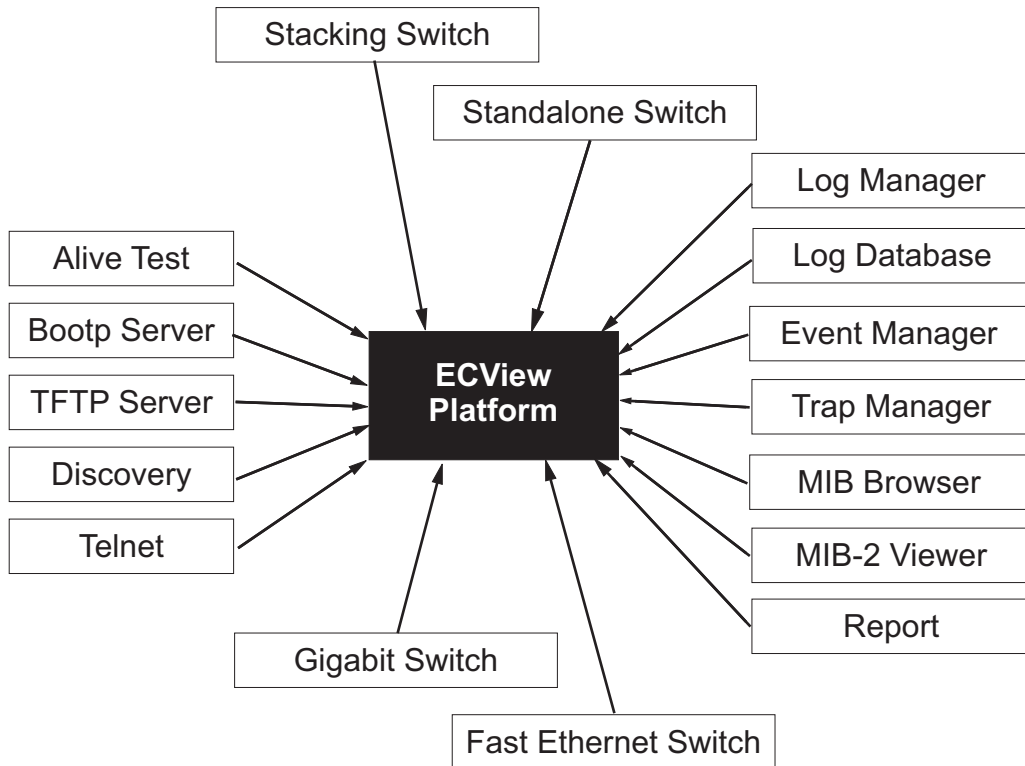 Stacking Switch
Standalone Switch
Log Manager
Log Database
Event Manager
Trap Manager
MIB Browser
MIB-2 Viewer
Report
Alive Test
Bootp Server
TFTP Server
Discovery
Telnet
ECView
Platform
Gigabit Switch
Fast Ethernet Switch